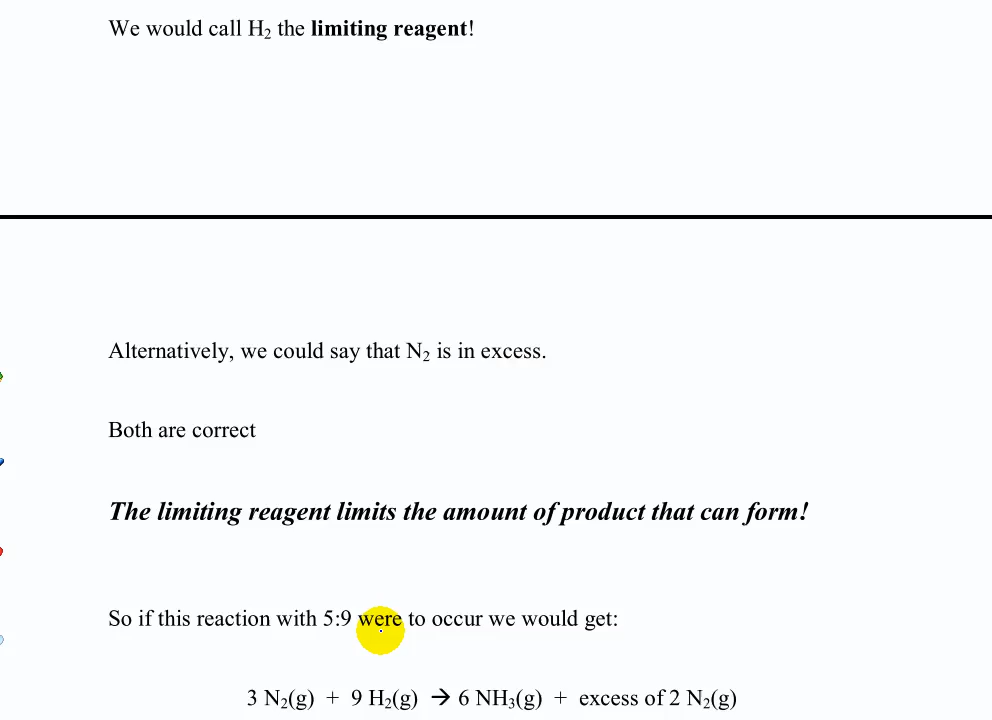 We would call H₂ the limiting reagent!
Alternatively, we could say that N₂ is in excess.
Both are correct
The limiting reagent limits the amount of product that can form!
So if this reaction with 5:9 were to occur we would get:
3 N₂(g) + 9 H₂(g) → 6 NH₃(g) + excess of 2 N₂(g)